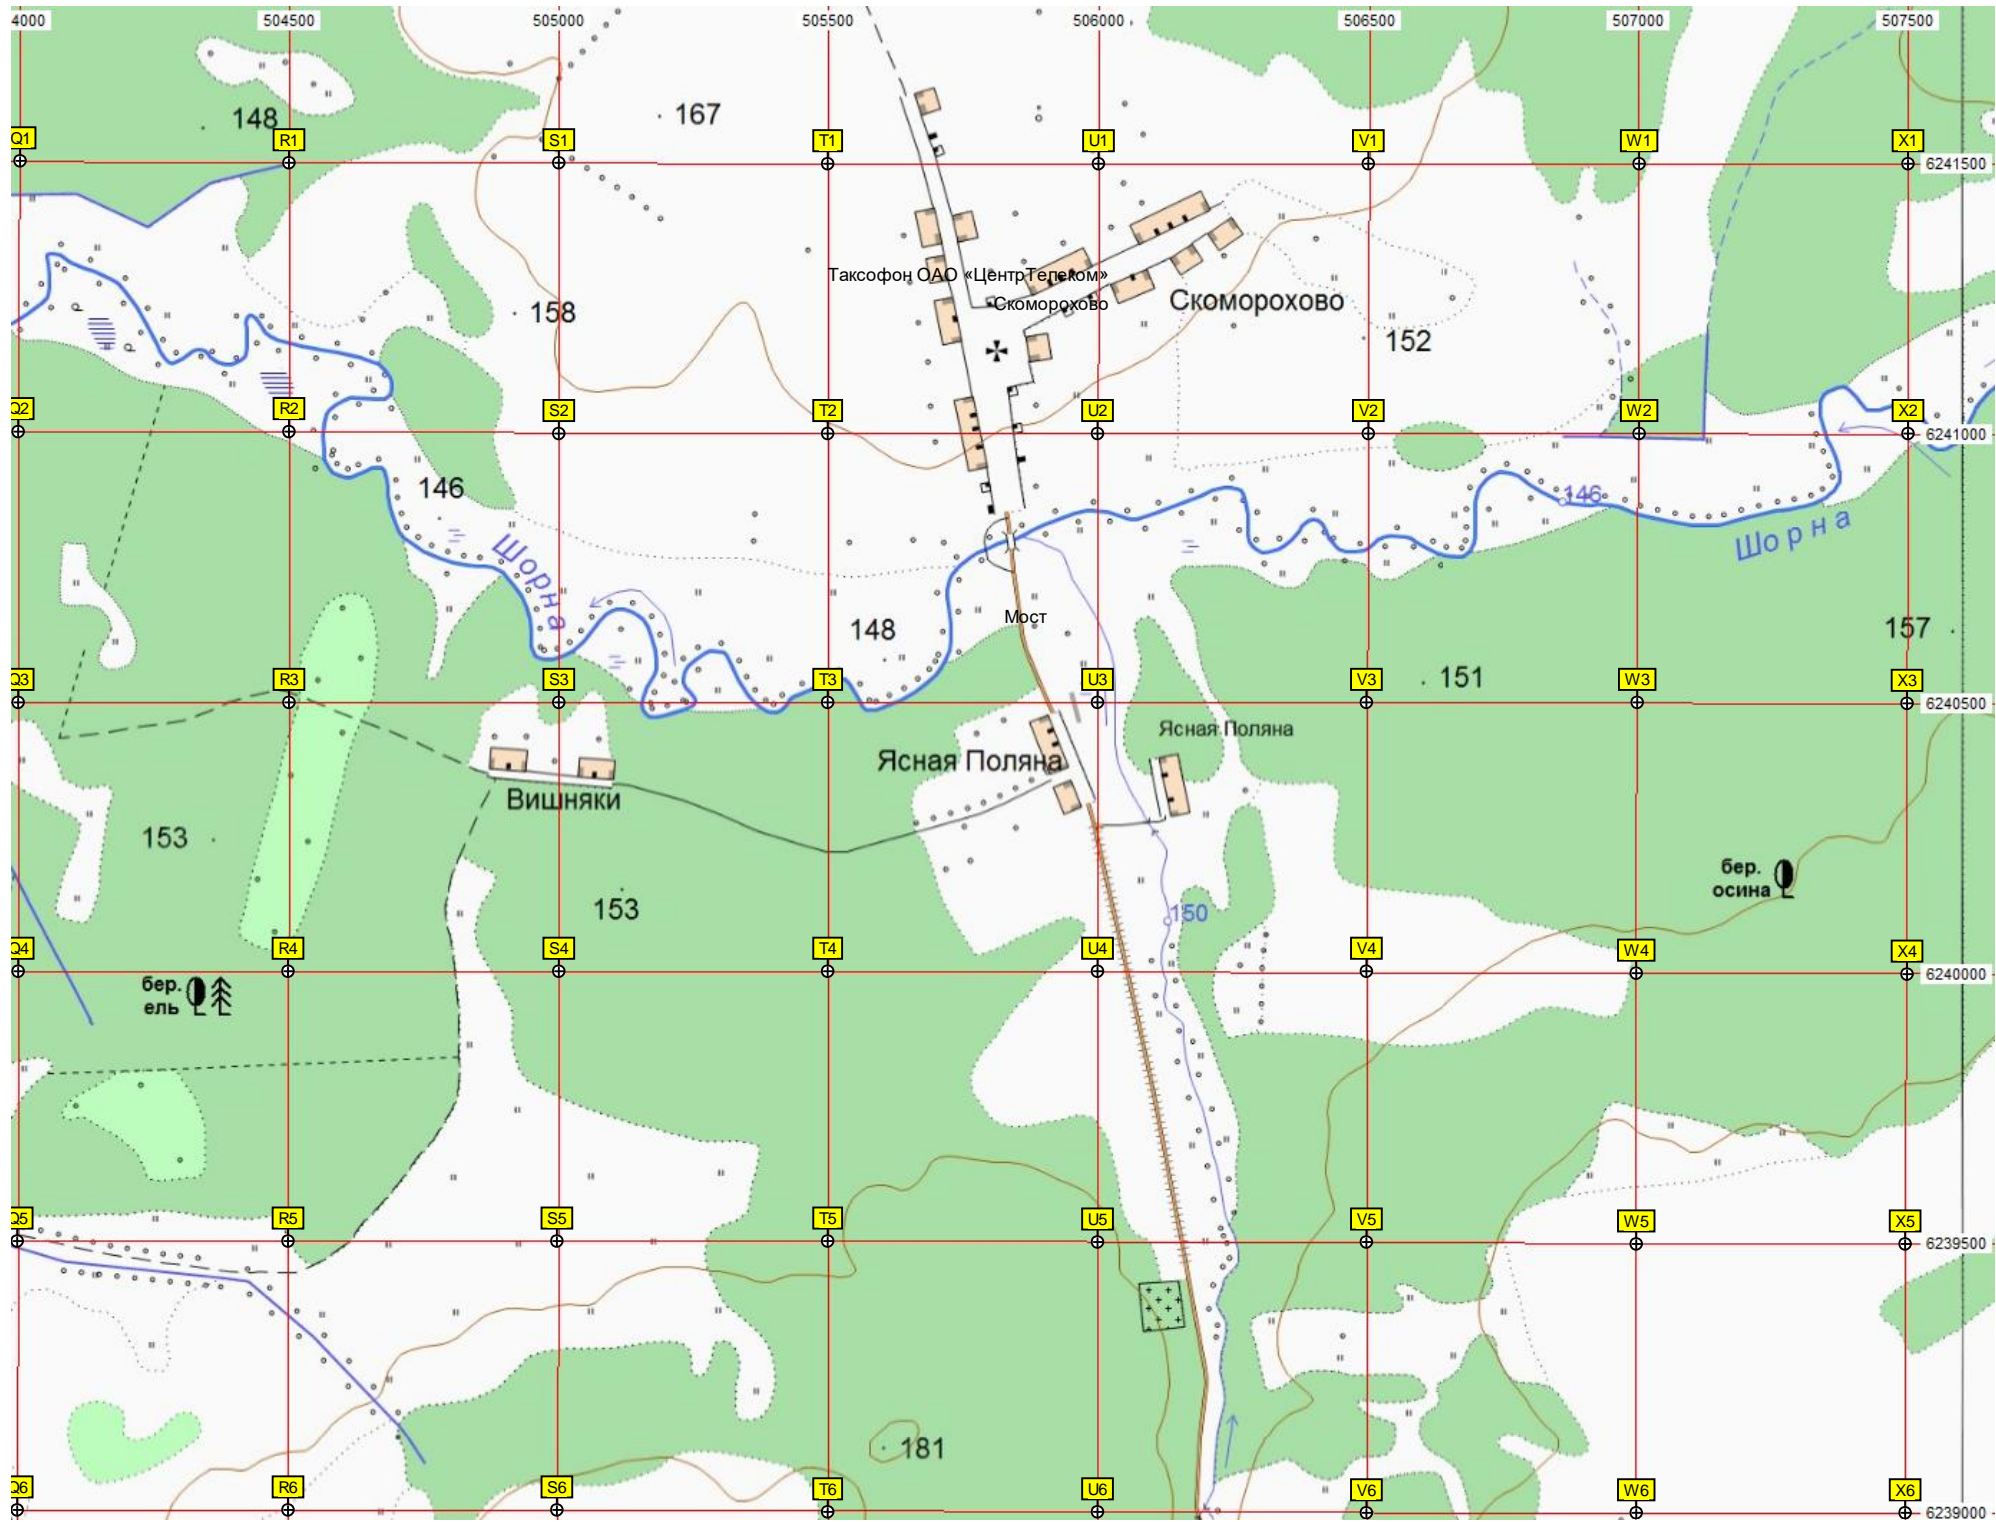 4000 504500 505000 505500 506000 506500 507000 507500
148
167
Q1 R1 S1 T1 U1 V1 W1 X1 6241500
Таксофон ОАО «ЦентрТелеком»
Скоморохово
Скоморохово
158
152
Q2 R2 S2 T2 U2 V2 W2 X2 6241000
146
146
Шорна
Шорна
Мост
148
157
151
Q3 R3 S3 T3 U3 V3 W3 X3 6240500
Ясная Поляна
Ясная Поляна
Вишняки
153
бер.
осина
153
150
Q4 R4 S4 T4 U4 V4 W4 X4 6240000
бер.
ель
Q5 R5 S5 T5 U5 V5 W5 X5 6239500
181
Q6 R6 S6 T6 U6 V6 W6 X6 6239000